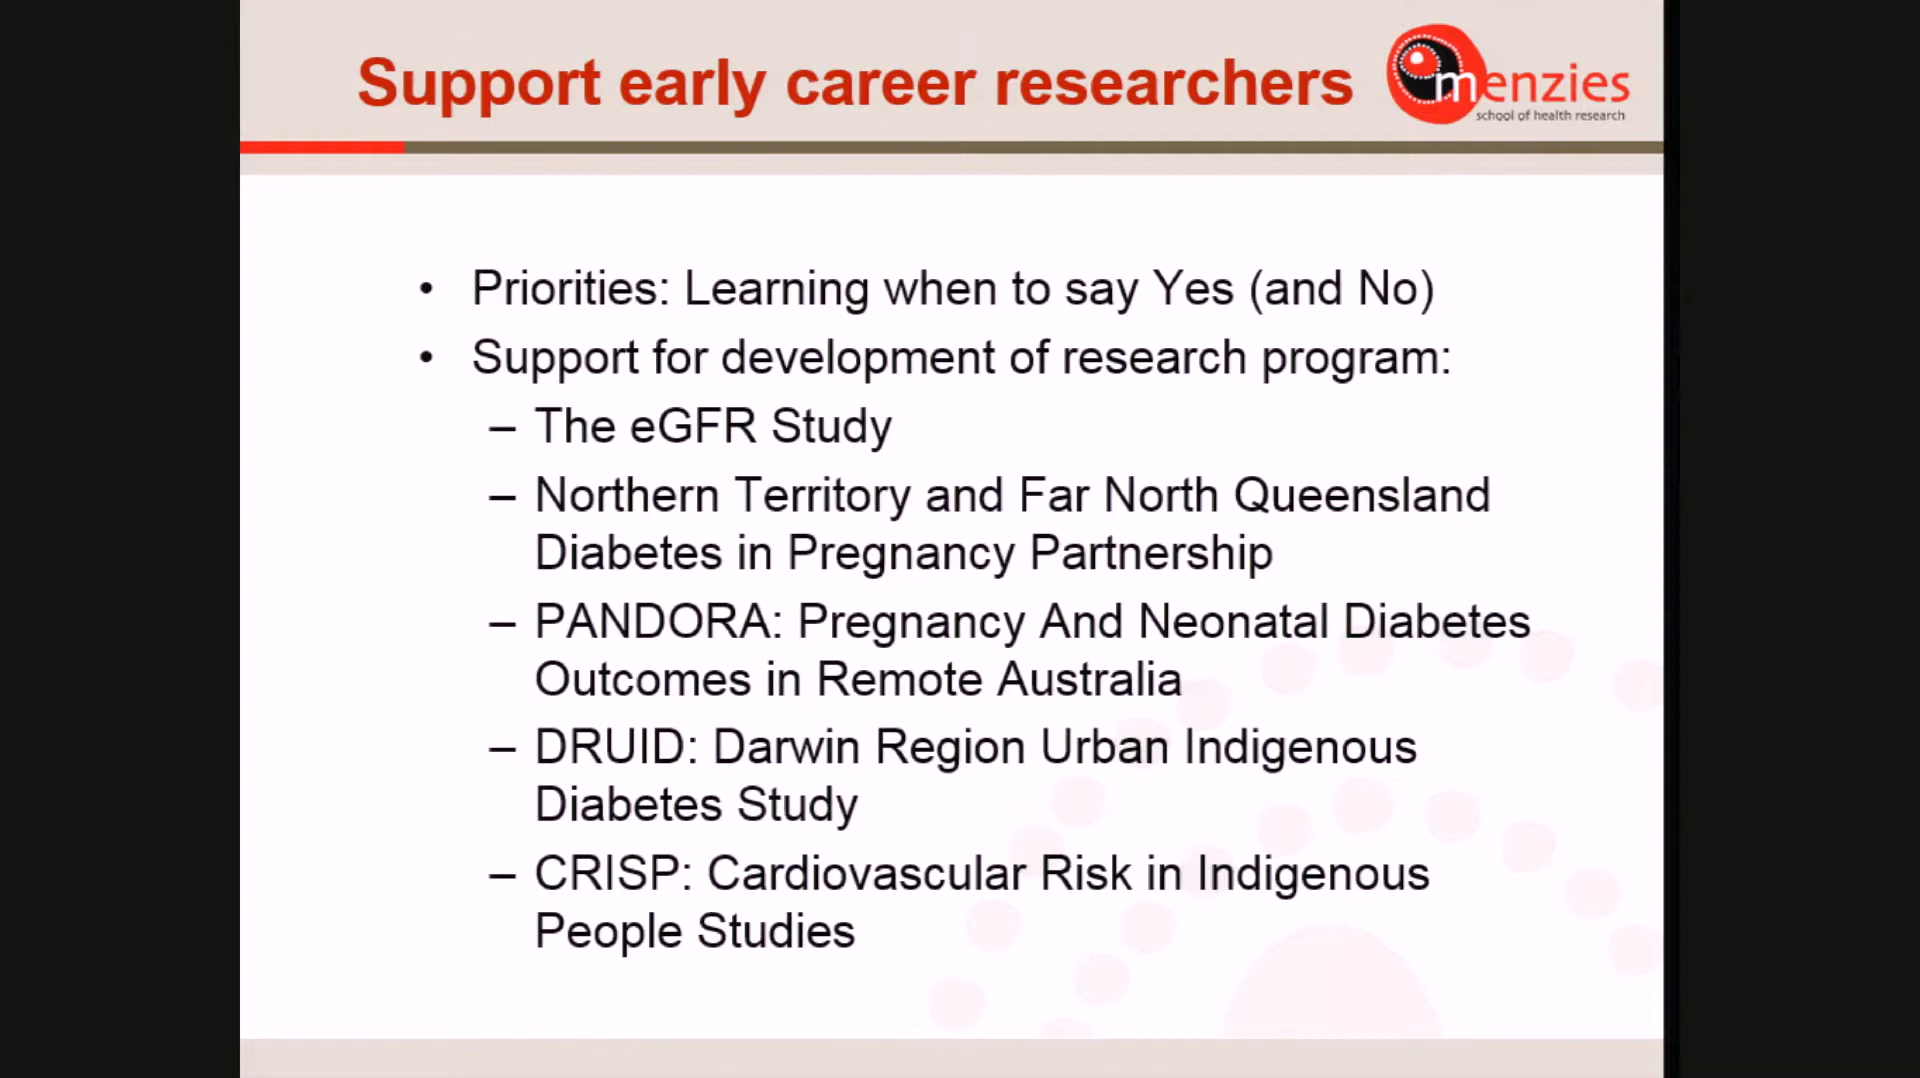 Support early career researchers
menzies
school of health research
• Priorities: Learning when to say Yes (and No)
• Support for development of research program:
– The eGFR Study
– Northern Territory and Far North Queensland
Diabetes in Pregnancy Partnership
– PANDORA: Pregnancy And Neonatal Diabetes
Outcomes in Remote Australia
– DRUID: Darwin Region Urban Indigenous
Diabetes Study
– CRISP: Cardiovascular Risk in Indigenous
People Studies